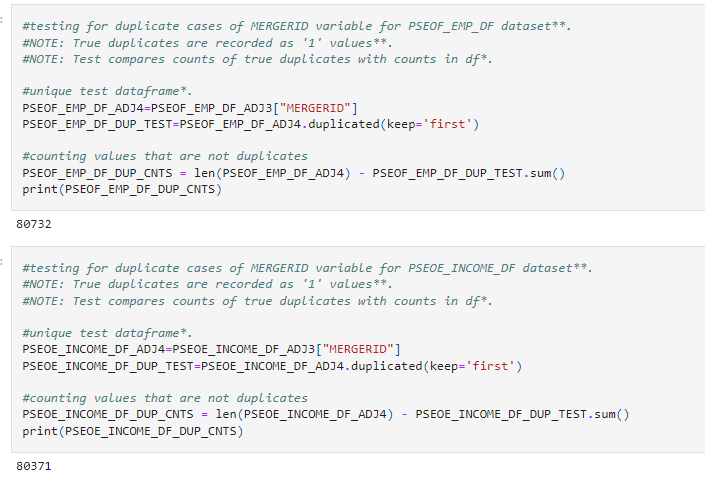 #testing for duplicate cases of MERGERID variable for PSEOF_EMP_DF dataset**.
#NOTE: True duplicates are recorded as '1' values**.
#NOTE: Test compares counts of true duplicates with counts in df*.
#unique test dataframe*.
PSEOF_EMP_DF_ADJ4=PSEOF_EMP_DF_ADJ3["MERGERID"]
PSEOF_EMP_DF_DUP_TEST=PSEOF_EMP_DF_ADJ4.duplicated(keep='first')
#counting values that are not duplicates
PSEOF_EMP_DF_DUP_CNTS = len(PSEOF_EMP_DF_ADJ4) - PSEOF_EMP_DF_DUP_TEST.sum()
print(PSEOF_EMP_DF_DUP_CNTS)
80732
#testing for duplicate cases of MERGERID variable for PSEOE_INCOME_DF dataset**.
#NOTE: True duplicates are recorded as '1' values**.
#NOTE: Test compares counts of true duplicates with counts in df*.
#unique test dataframe*.
PSEOE_INCOME_DF_ADJ4=PSEOE_INCOME_DF_ADJ3["MERGERID"]
PSEOE_INCOME_DF_DUP_TEST=PSEOE_INCOME_DF_ADJ4.duplicated(keep='first')
#counting values that are not duplicates
PSEOE_INCOME_DF_DUP_CNTS = len(PSEOE_INCOME_DF_ADJ4) - PSEOE_INCOME_DF_DUP_TEST.sum()
print(PSEOE_INCOME_DF_DUP_CNTS)
80371